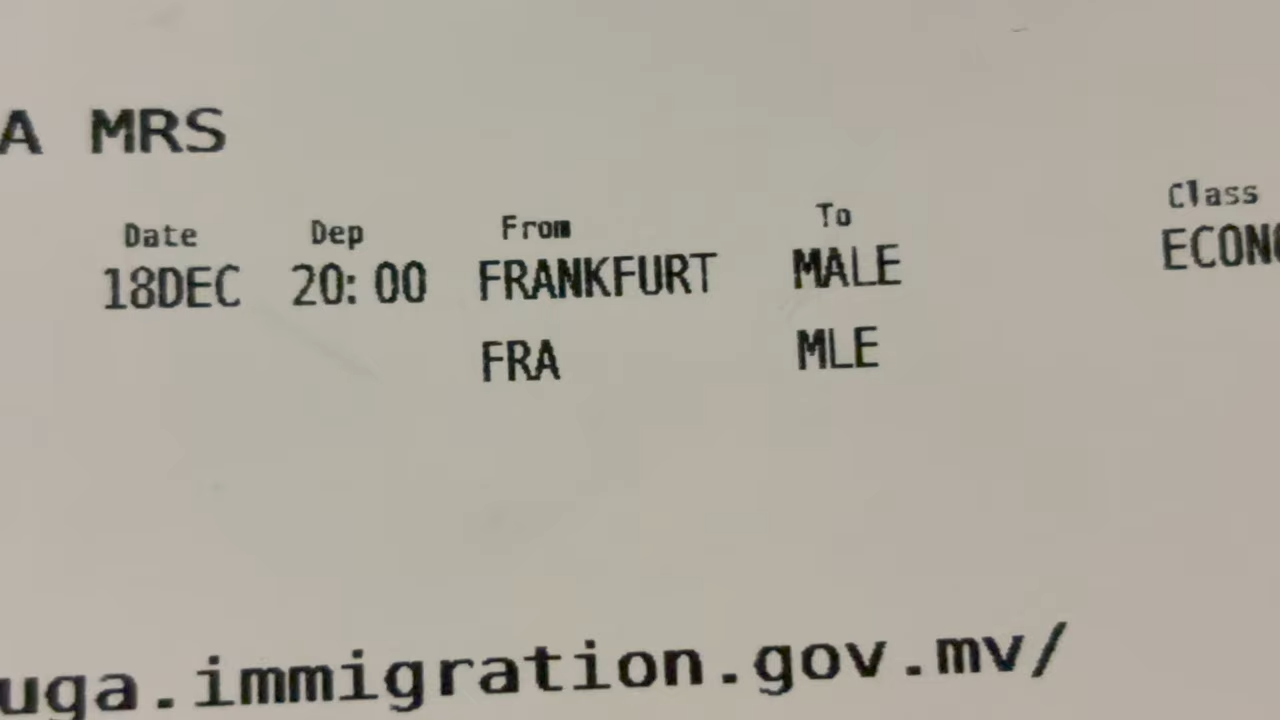 A MRS
Date Dep From To Class
18DEC 20:00 FRANKFURT MALE
FRA MLE
uga.immigration.gov.mv/